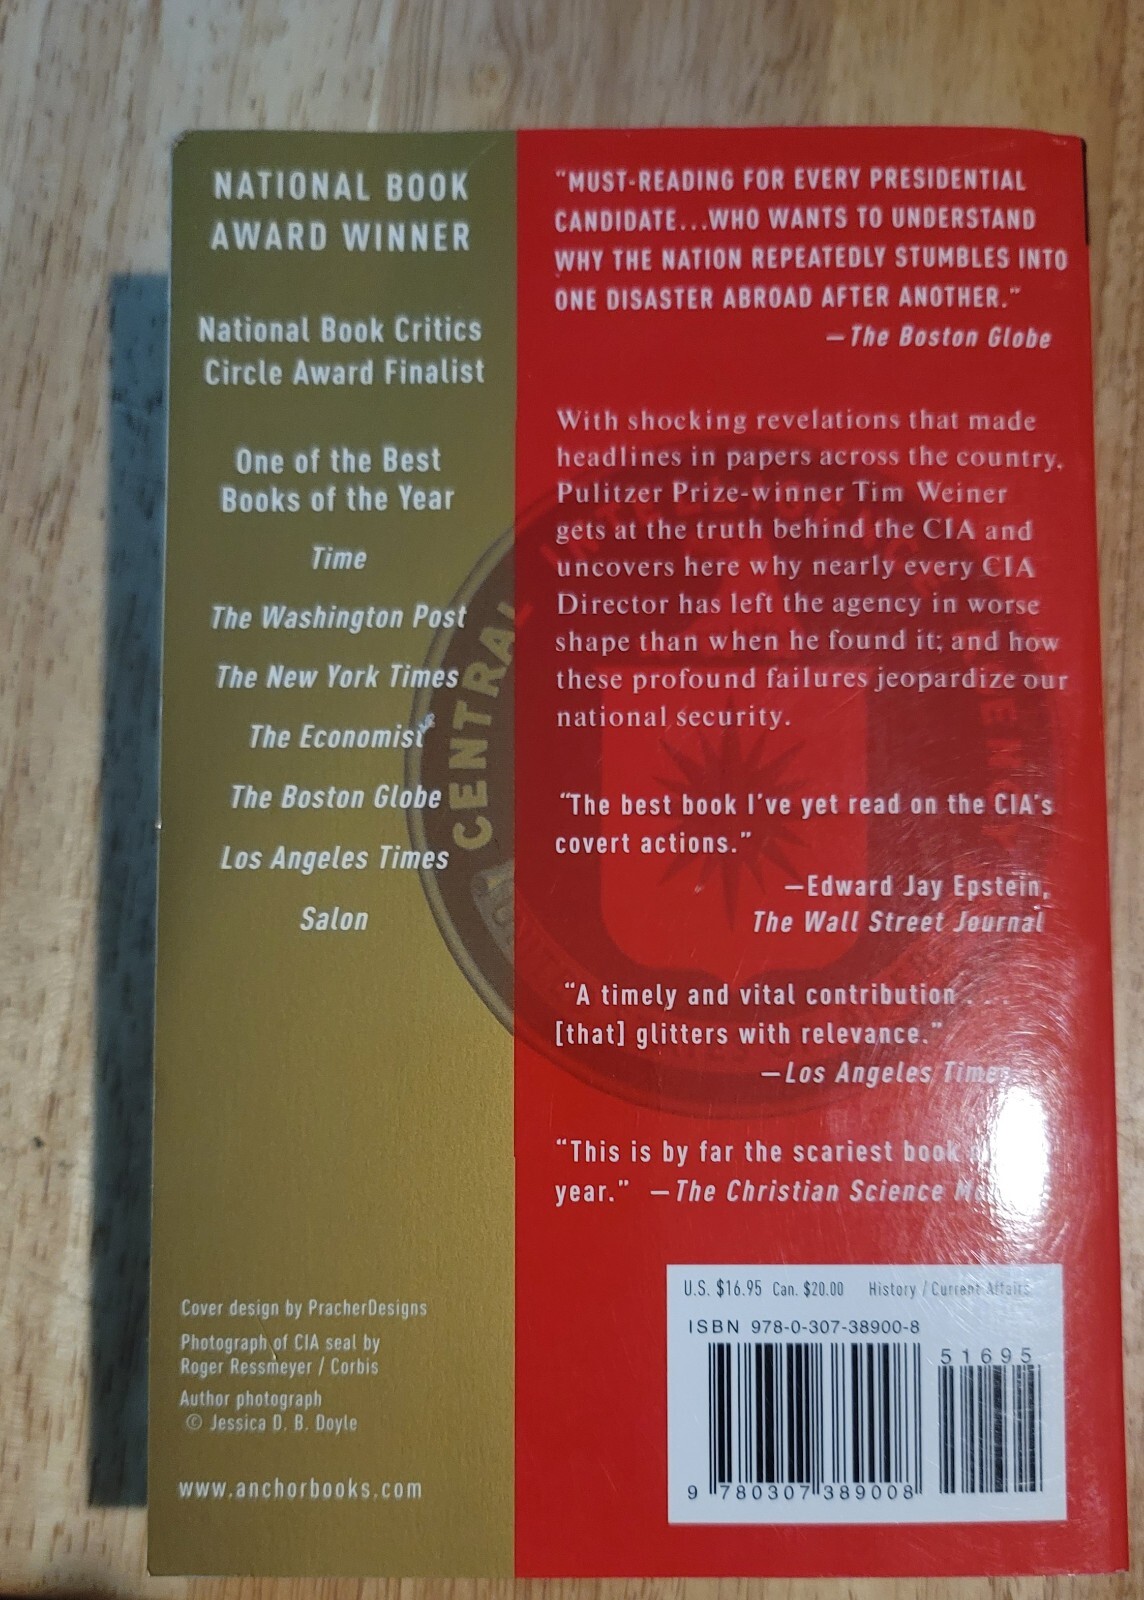 NATIONAL BOOK
AWARD WINNER
National Book Critics
Circle Award Finalist
One of the Best
Books of the Year
Time
The Washington Post
The New York Times
The Economist
The Boston Globe
Los Angeles Times
Salon
Cover design by PracherDesigns
Photograph of CIA seal by
Roger Ressmeyer / Corbis
Author photograph
© Jessica D. B. Doyle
www.anchorbooks.com
"MUST-READING FOR EVERY PRESIDENTIAL
CANDIDATE...WHO WANTS TO UNDERSTAND
WHY THE NATION REPEATEDLY STUMBLES INTO
ONE DISASTER ABROAD AFTER ANOTHER."
—The Boston Globe
With shocking revelations that made
headlines in papers across the country,
Pulitzer Prize-winner Tim Weiner
gets at the truth behind the CIA and
uncovers here why nearly every CIA
Director has left the agency in worse
shape than when he found it; and how
these profound failures jeopardize our
national security.
"The best book I've yet read on the CIA's
covert actions."
—Edward Jay Epstein,
The Wall Street Journal
"A timely and vital contribution . . .
[that] glitters with relevance."
—Los Angeles Times
"This is by far the scariest book
year." —The Christian Science
U.S. $16.95 Can. $20.00 History / Current Affairs
ISBN 978-0-307-38900-8
51695
9 780307 389008
CENTRAL